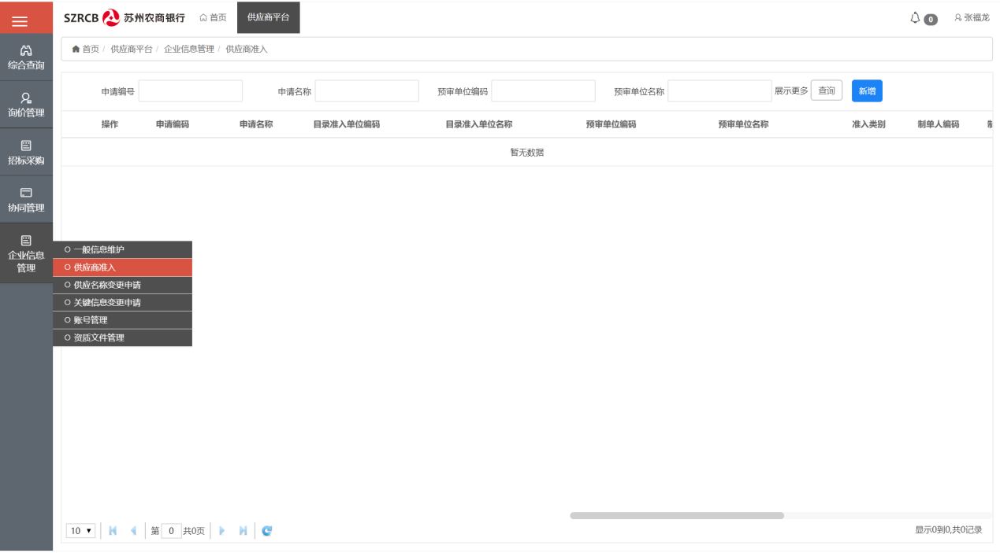 SZRCB 苏州农商银行 首页 供应商平台 0 张福龙
首页 / 供应商平台 / 企业信息管理 / 供应商准入
综合查询
询价管理
招标采购
协同管理
企业信息
管理
申请编号 申请名称 预审单位编码 预审单位名称 展示更多 查询 新增
操作 申请编码 申请名称 目录准入单位编码 目录准入单位名称 预审单位编码 预审单位名称 准入类别 制单人编码
暂无数据
一般信息维护
供应商准入
供应名称变更申请
关键信息变更申请
账号管理
资质文件管理
10 第 0 共0页 显示0到0,共0记录